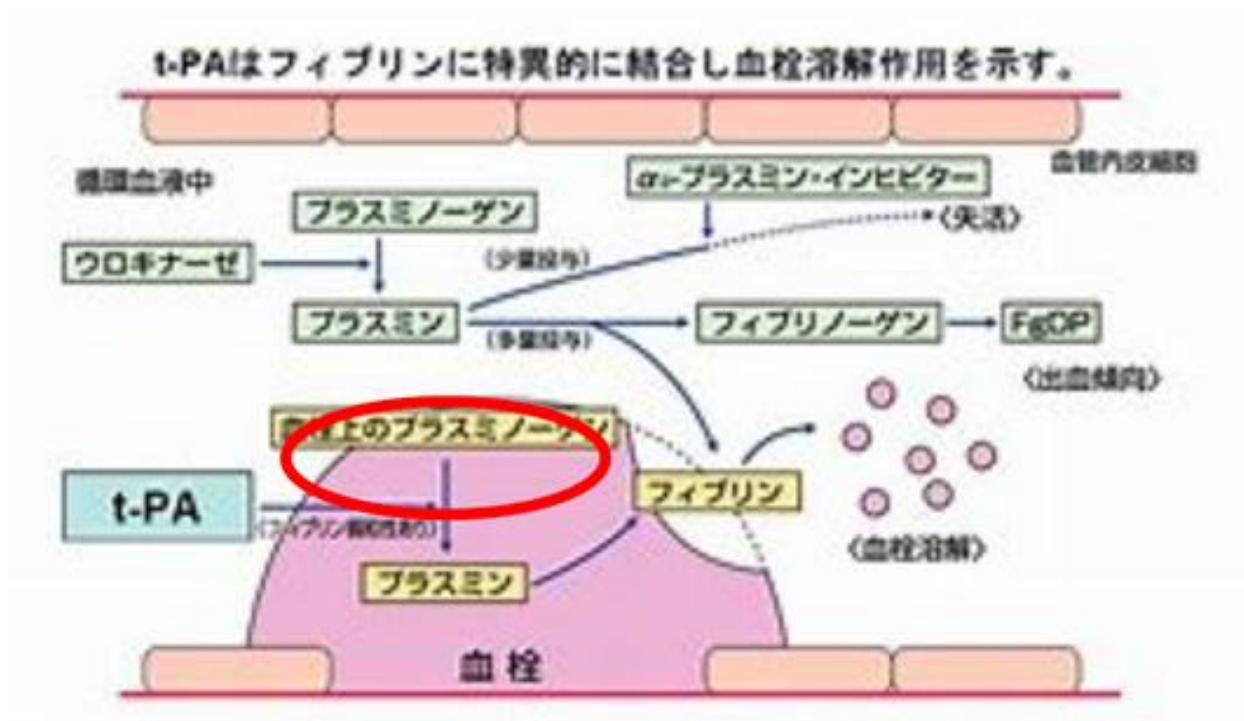 t-PAはフィブリンに特異的に結合し血栓溶解作用を示す。
循環血液中
血管内皮細胞
α₂-プラスミン・インヒビター
プラスミノーゲン
〈失活〉
ウロキナーゼ
(少量投与)
プラスミン
フィブリノーゲン
FgDP
(多量投与)
〈出血傾向〉
血栓上のプラスミノーゲン
t-PA
フィブリン
(フィブリン親和性あり)
〈血栓溶解〉
プラスミン
血栓